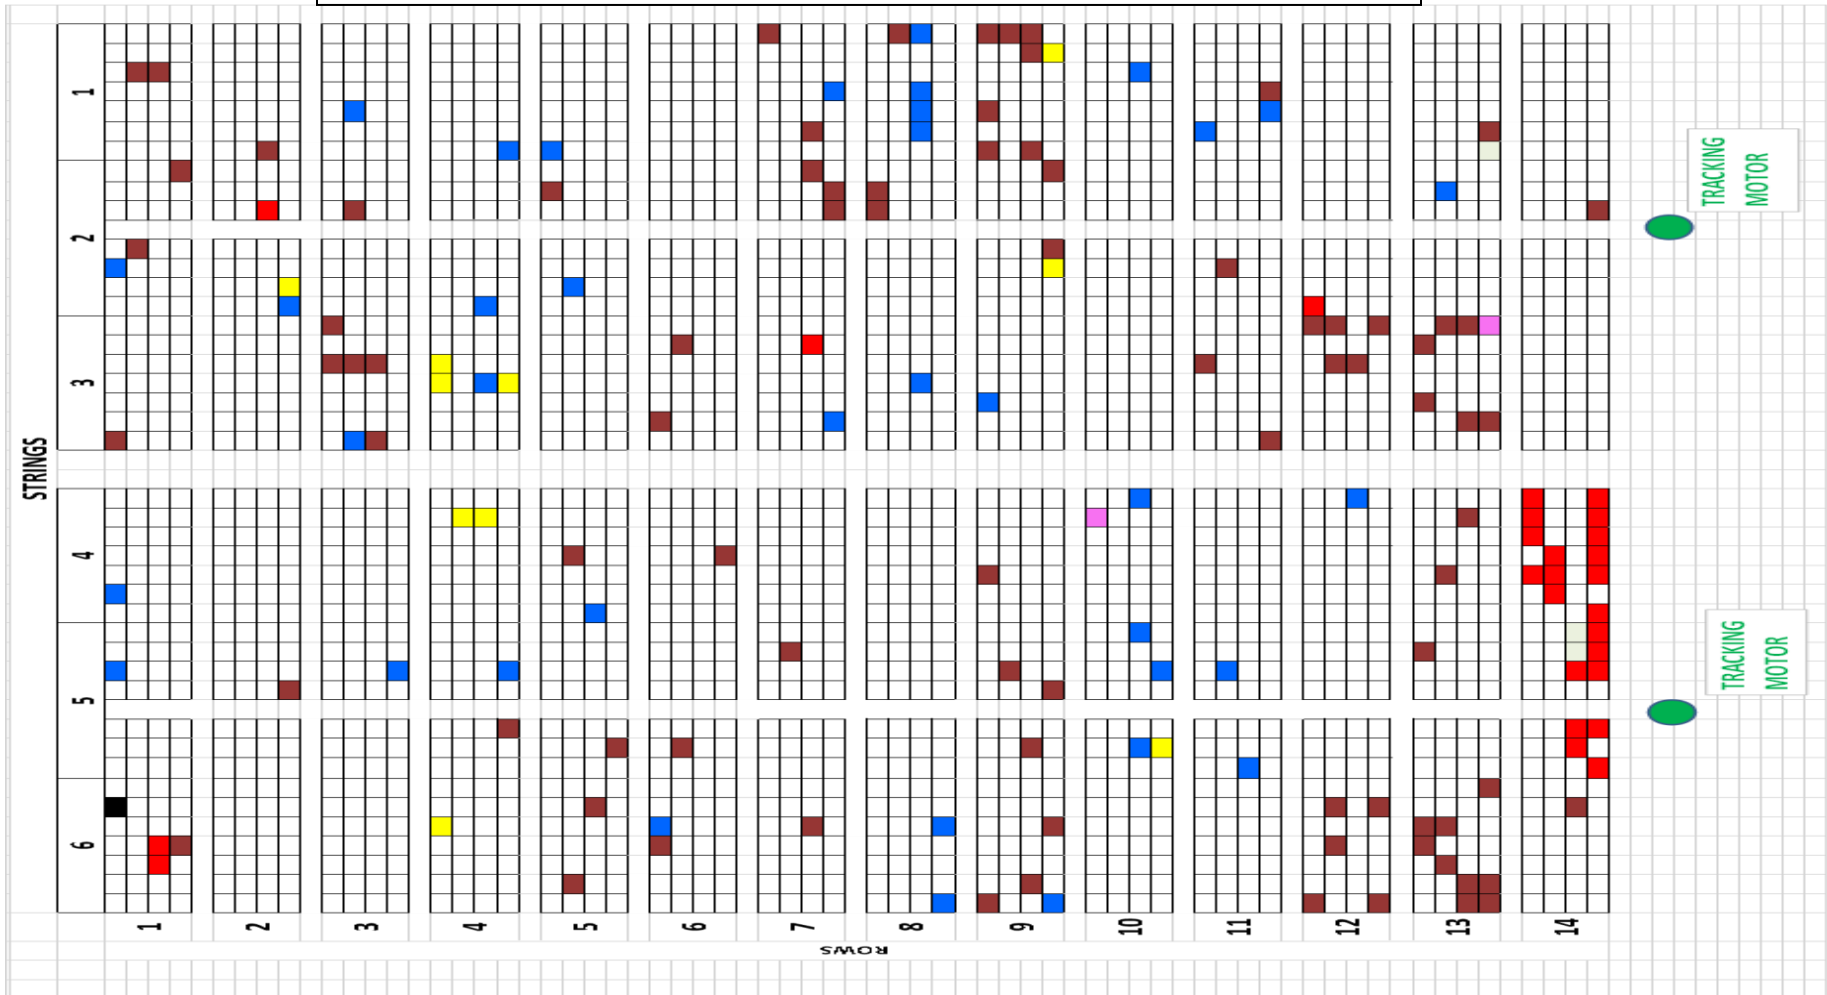 STRINGS
1
2
3
4
5
6
1 2 3 4 5 6 7 8 9 10 11 12 13 14
ROWS
TRACKING
MOTOR
TRACKING
MOTOR